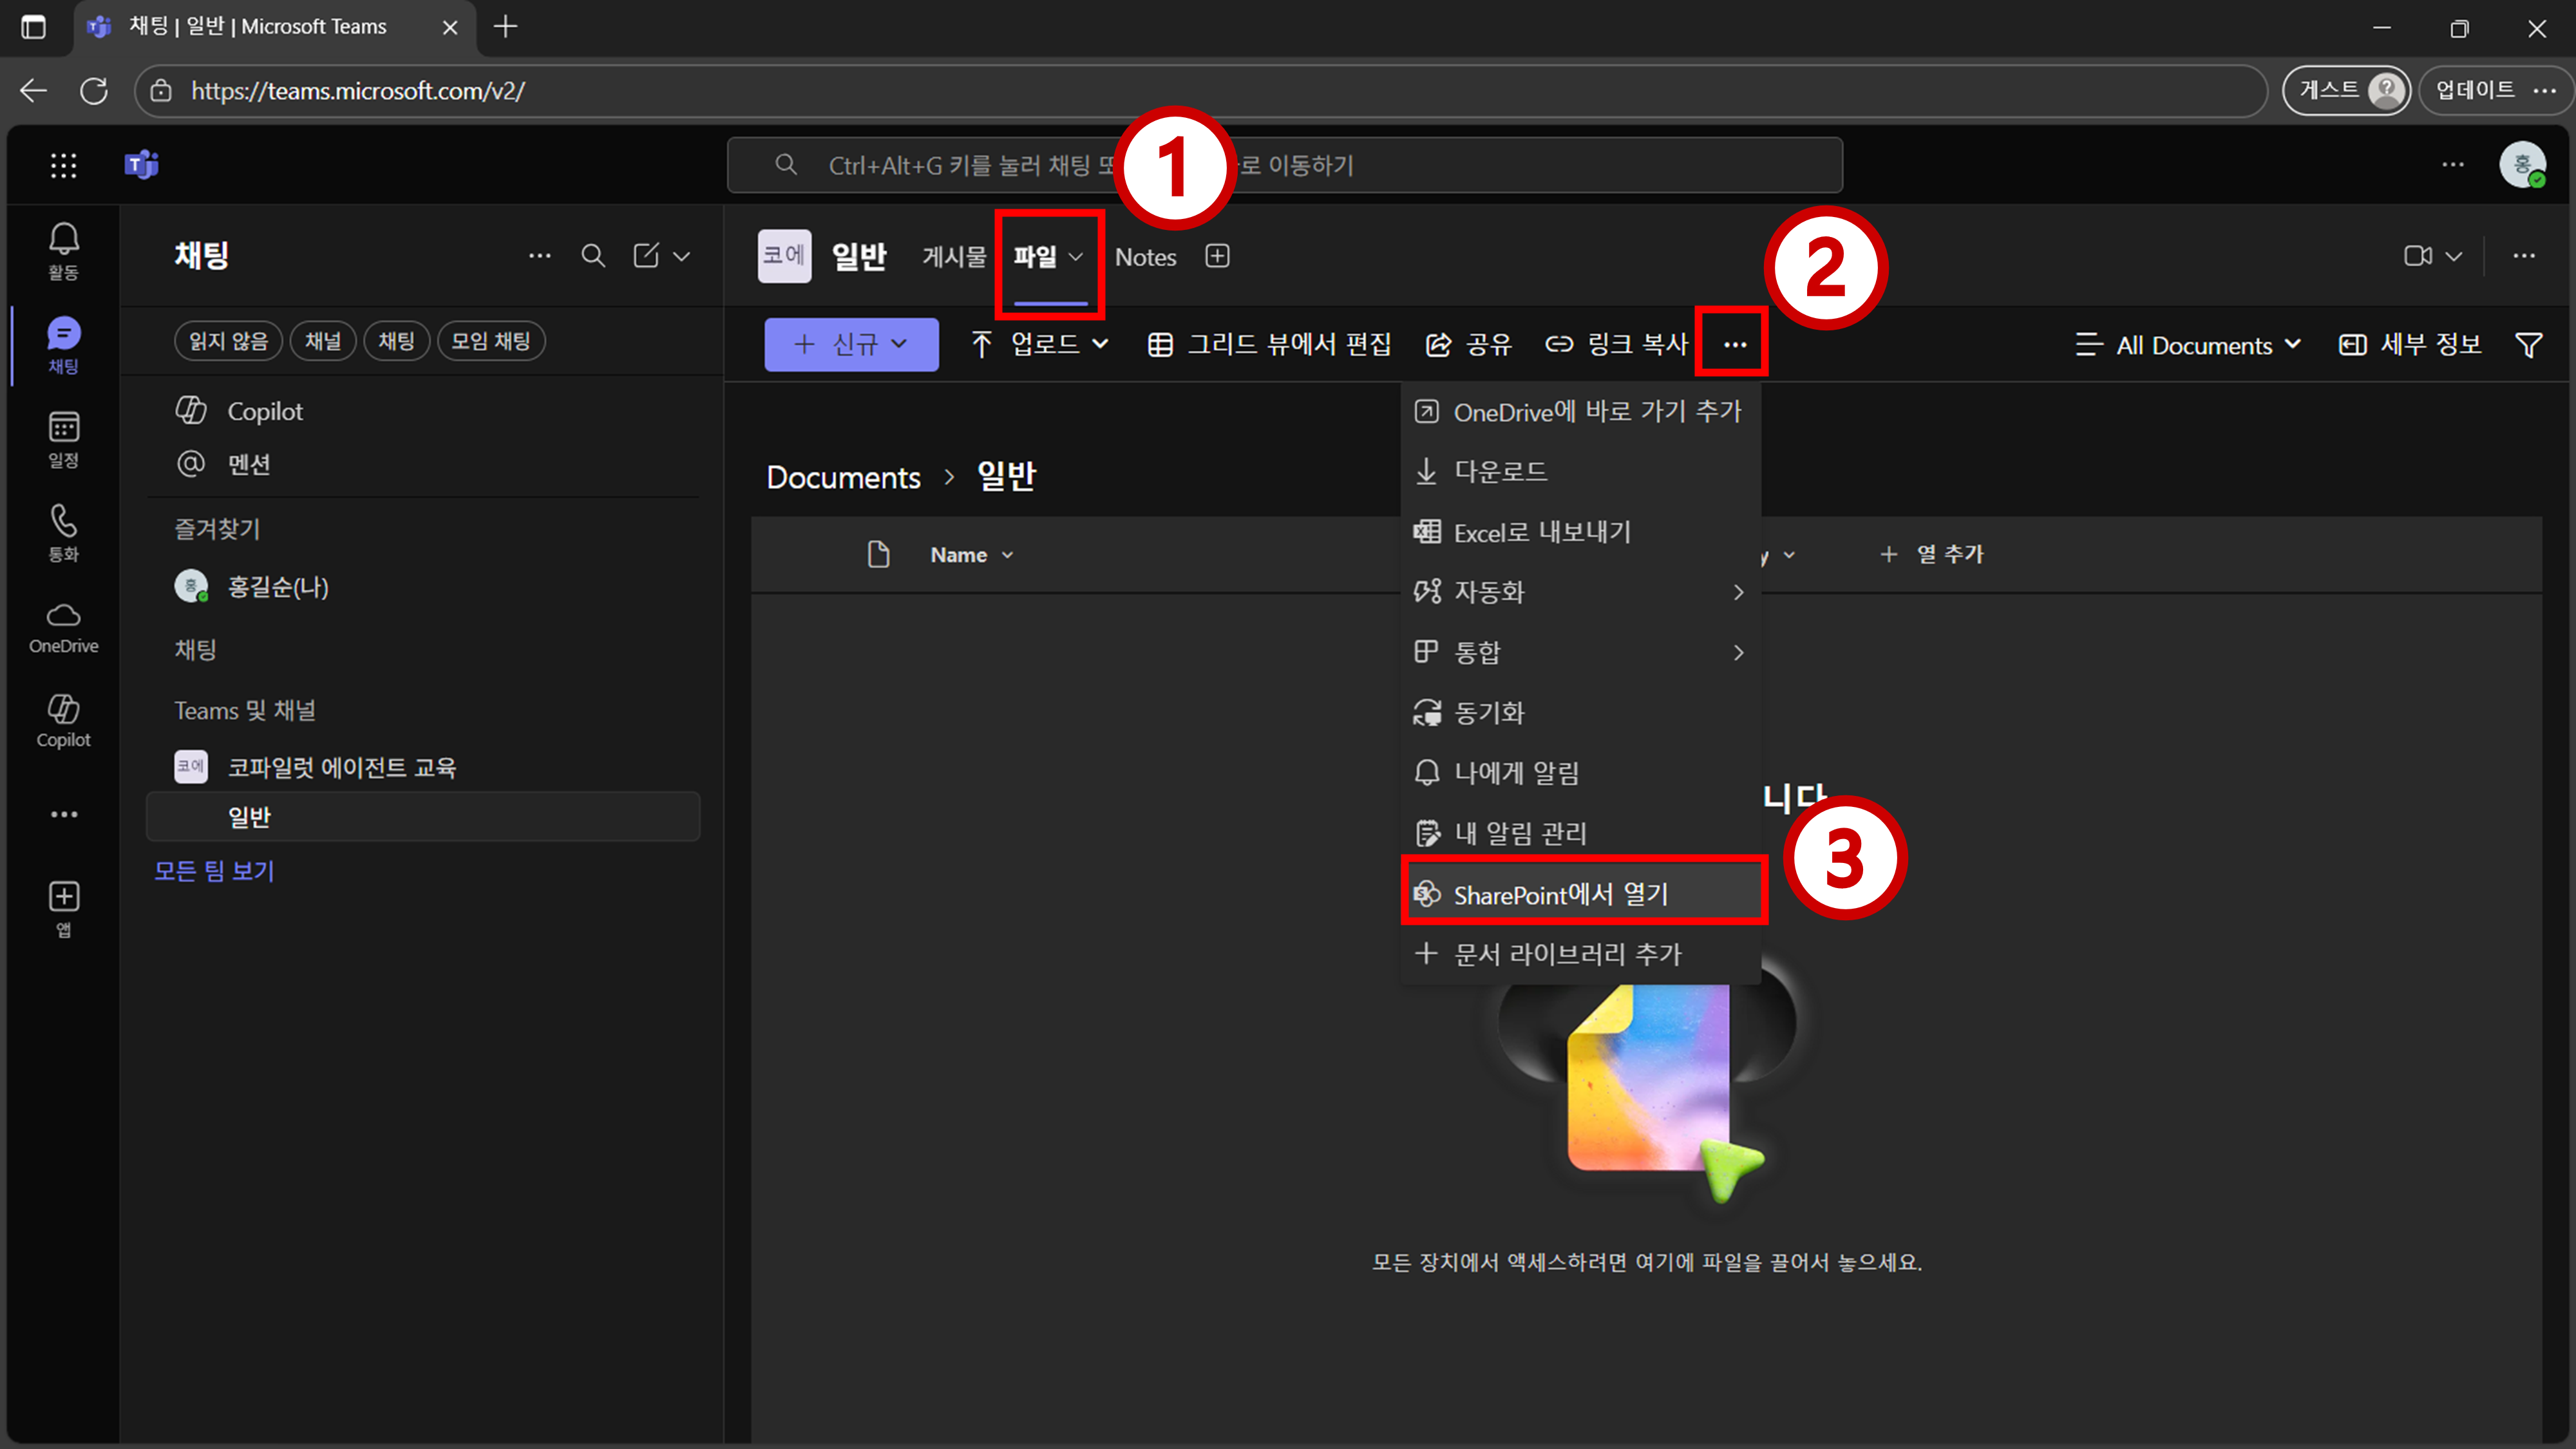 채팅 | 일반 | Microsoft Teams
https://teams.microsoft.com/v2/
게스트
업데이트
Ctrl+Alt+G 키를 눌러 채팅 또
로 이동하기
1
홍
활동
채팅
일정
통화
OneDrive
Copilot
앱
채팅
읽지 않음
채널
채팅
모임 채팅
Copilot
멘션
즐겨찾기
홍
홍길순(나)
채팅
Teams 및 채널
코에
코파일럿 에이전트 교육
일반
모든 팀 보기
코에
일반
게시물
파일
Notes
2
신규
업로드
그리드 뷰에서 편집
공유
링크 복사
All Documents
세부 정보
Documents > 일반
Name
y
열 추가
OneDrive에 바로 가기 추가
다운로드
Excel로 내보내기
자동화
통합
동기화
나에게 알림
내 알림 관리
SharePoint에서 열기
문서 라이브러리 추가
니다
3
모든 장치에서 액세스하려면 여기에 파일을 끌어서 놓으세요.